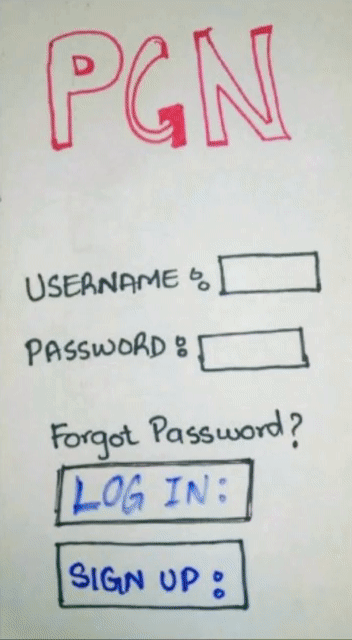 PGN
USERNAME :
PASSWORD :
Forgot Password?
LOG IN:
SIGN UP :